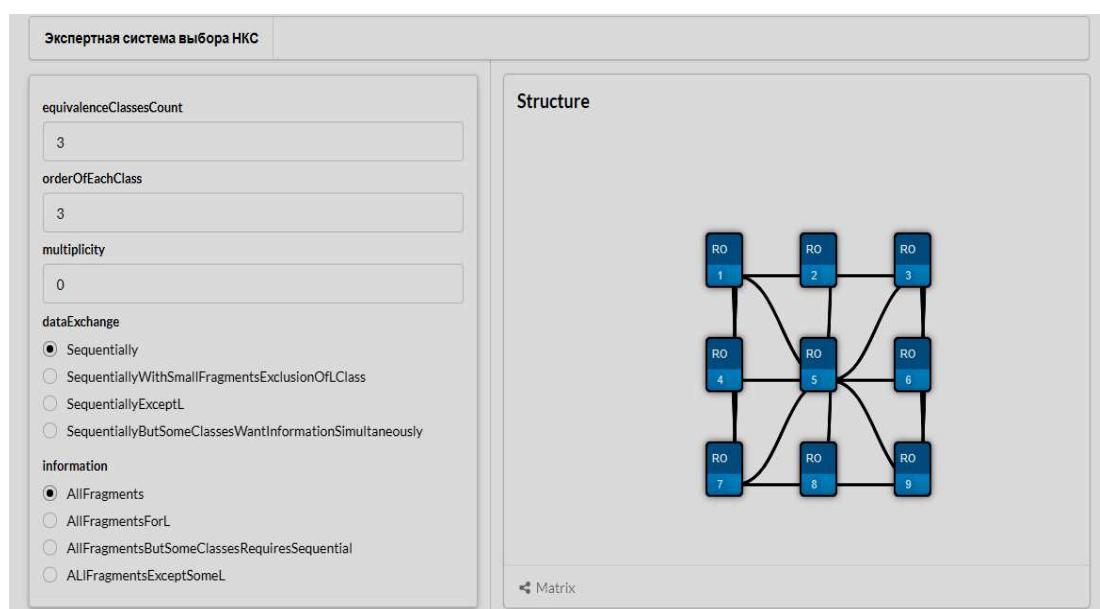 Экспертная система выбора НКС
equivalenceClassesCount
3
orderOfEachClass
3
multiplicity
0
dataExchange
Sequentially
SequentiallyWithSmallFragmentsExclusionOfLClass
SequentiallyExceptL
SequentiallyButSomeClassesWantInformationSimultaneously
information
AllFragments
AllFragmentsForL
AllFragmentsButSomeClassesRequiresSequential
ALlFragmentsExceptSomeL
Structure
RO RO RO
1 2 3
RO RO RO
4 5 6
RO RO RO
7 8 9
Matrix